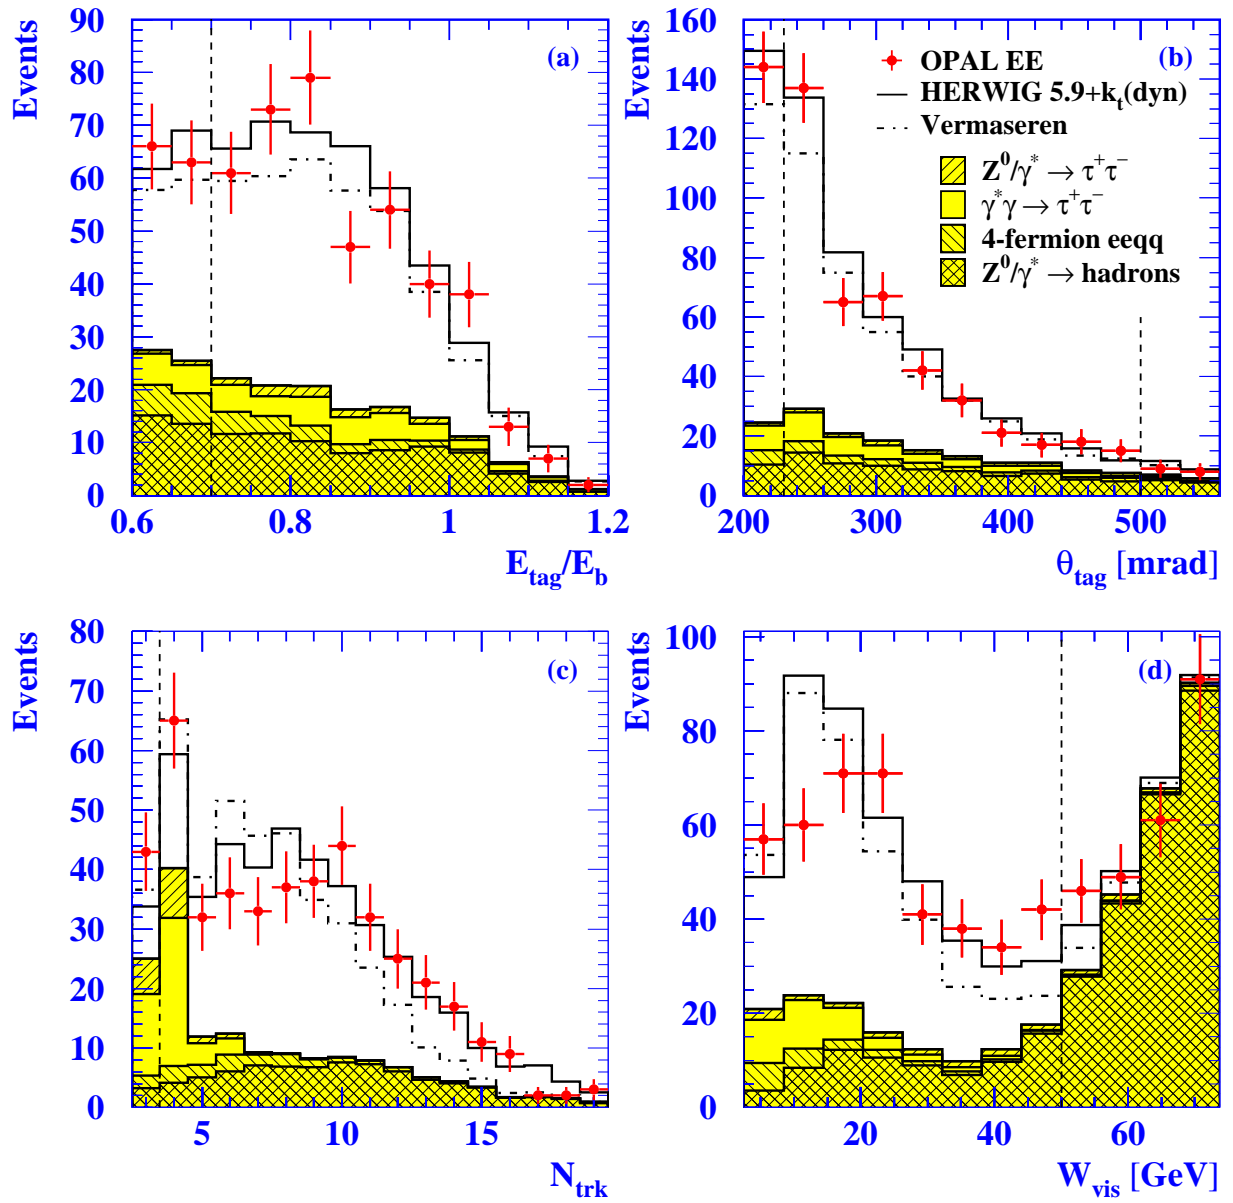 Events
90
80
70
60
50
40
30
20
10
0
(a)
0.6 0.8 1 1.2
E_tag/E_b
Events
160
140
120
100
80
60
40
20
0
(b)
OPAL EE
HERWIG 5.9+k_t(dyn)
Vermaseren
Z^0/γ^* → τ^+τ^−
γ^*γ → τ^+τ^−
4-fermion eeqq
Z^0/γ^* → hadrons
200 300 400 500
θ_tag [mrad]
Events
80
70
60
50
40
30
20
10
0
(c)
5 10 15
N_trk
Events
100
80
60
40
20
0
(d)
20 40 60
W_vis [GeV]